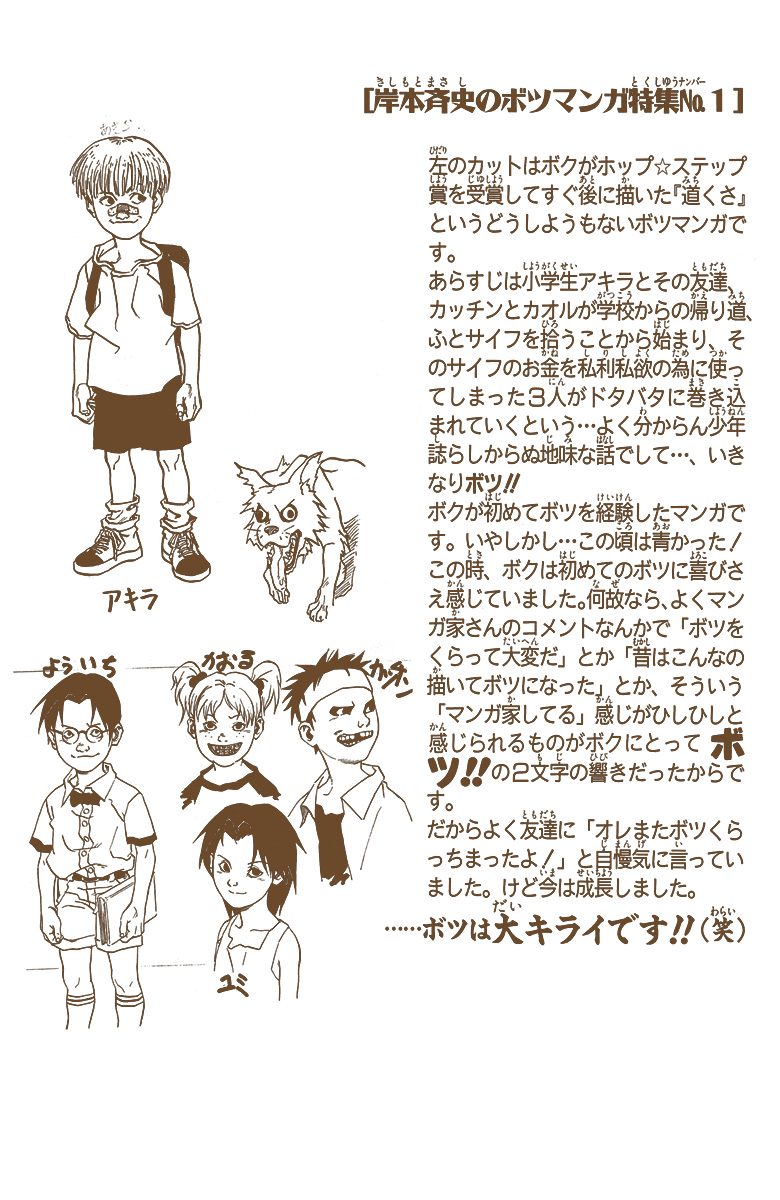 [岸本斉史のボツマンガ特集No.1]
左のカットはボクがホップ☆ステップ
賞を受賞してすぐ後に描いた『道くさ』
というどうしようもないボツマンガで
す。
あらすじは小学生アキラとその友達、
カッチンとカオルが学校からの帰り道、
ふとサイフを拾うことから始まり、そ
のサイフのお金を私利私欲の為に使っ
てしまった3人がドタバタに巻き込
まれていくという…よく分からん少年
誌らしからぬ地味な話でして…、いき
なりボツ!!
ボクが初めてボツを経験したマンガで
す。いやしかし…この頃は青かった!
この時、ボクは初めてのボツに喜びさ
え感じていました。何故なら、よくマン
ガ家さんのコメントなんかで「ボツを
くらって大変だ」とか「昔はこんなの
描いてボツになった」とか、そういう
「マンガ家してる」感じがひしひしと
感じられるものがボクにとって ボ
ツ!!の2文字の響きだったからで
す。
だからよく友達に「オレまたボツくら
っちまったよ!」と自慢気に言ってい
ました。けど今は成長しました。
……ボツは大キライです!!(笑)
アキラ
よういち
かおる
カッチン
ユミ